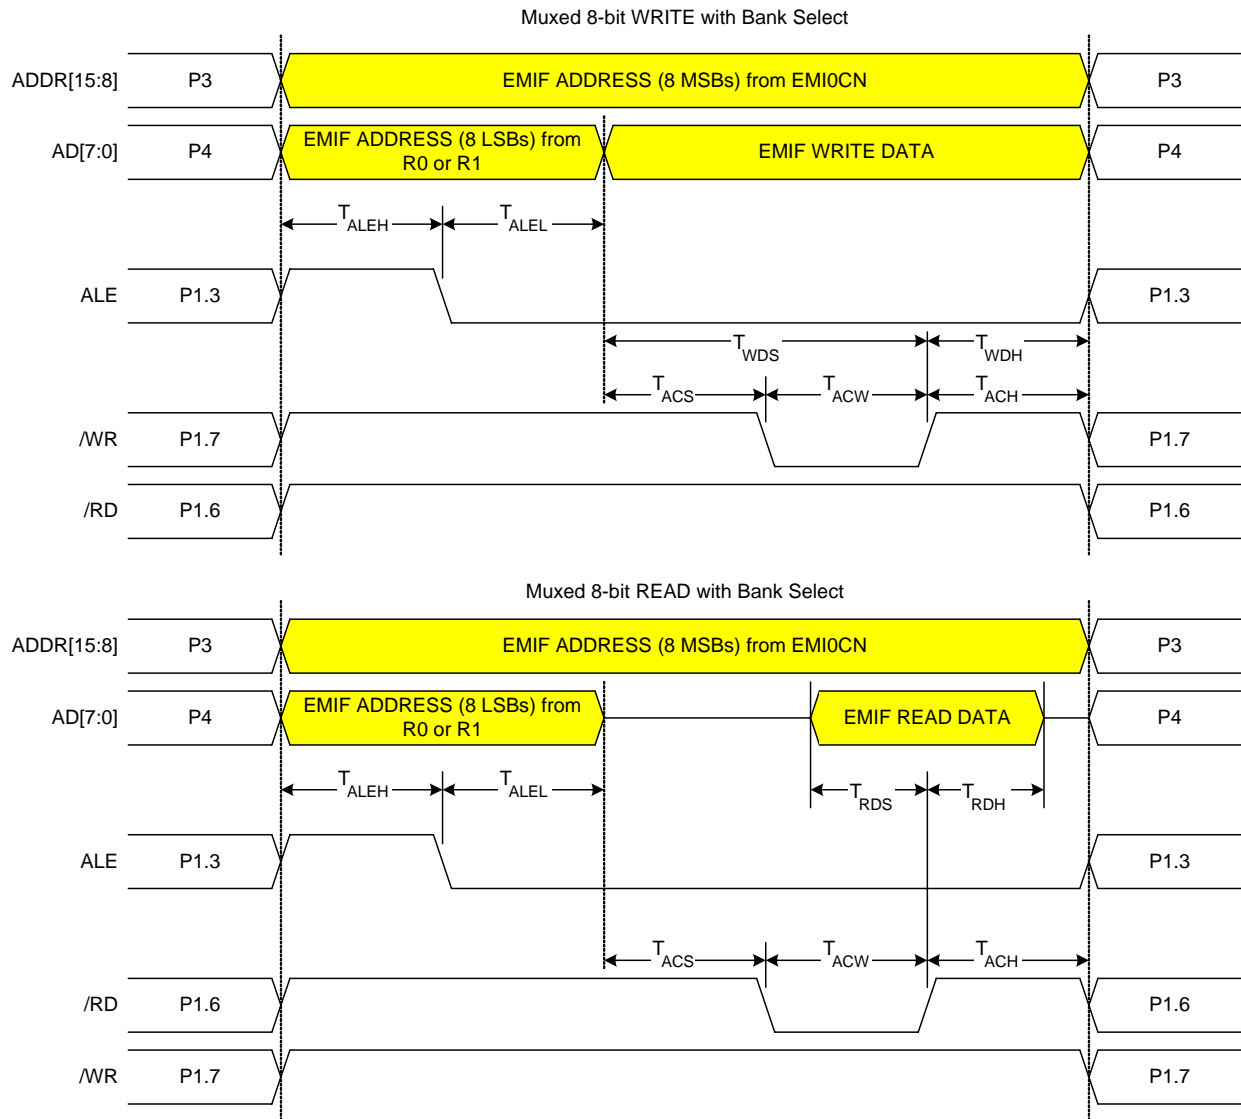 Muxed 8-bit WRITE with Bank Select
ADDR[15:8] P3 EMIF ADDRESS (8 MSBs) from EMI0CN P3
AD[7:0] P4 EMIF ADDRESS (8 LSBs) from
R0 or R1 EMIF WRITE DATA P4
TALEH TALEL
ALE P1.3 P1.3
TWDS TWDH
TACS TACW TACH
/WR P1.7 P1.7
/RD P1.6 P1.6
Muxed 8-bit READ with Bank Select
ADDR[15:8] P3 EMIF ADDRESS (8 MSBs) from EMI0CN P3
AD[7:0] P4 EMIF ADDRESS (8 LSBs) from
R0 or R1 EMIF READ DATA P4
TALEH TALEL TRDS TRDH
ALE P1.3 P1.3
TACS TACW TACH
/RD P1.6 P1.6
/WR P1.7 P1.7